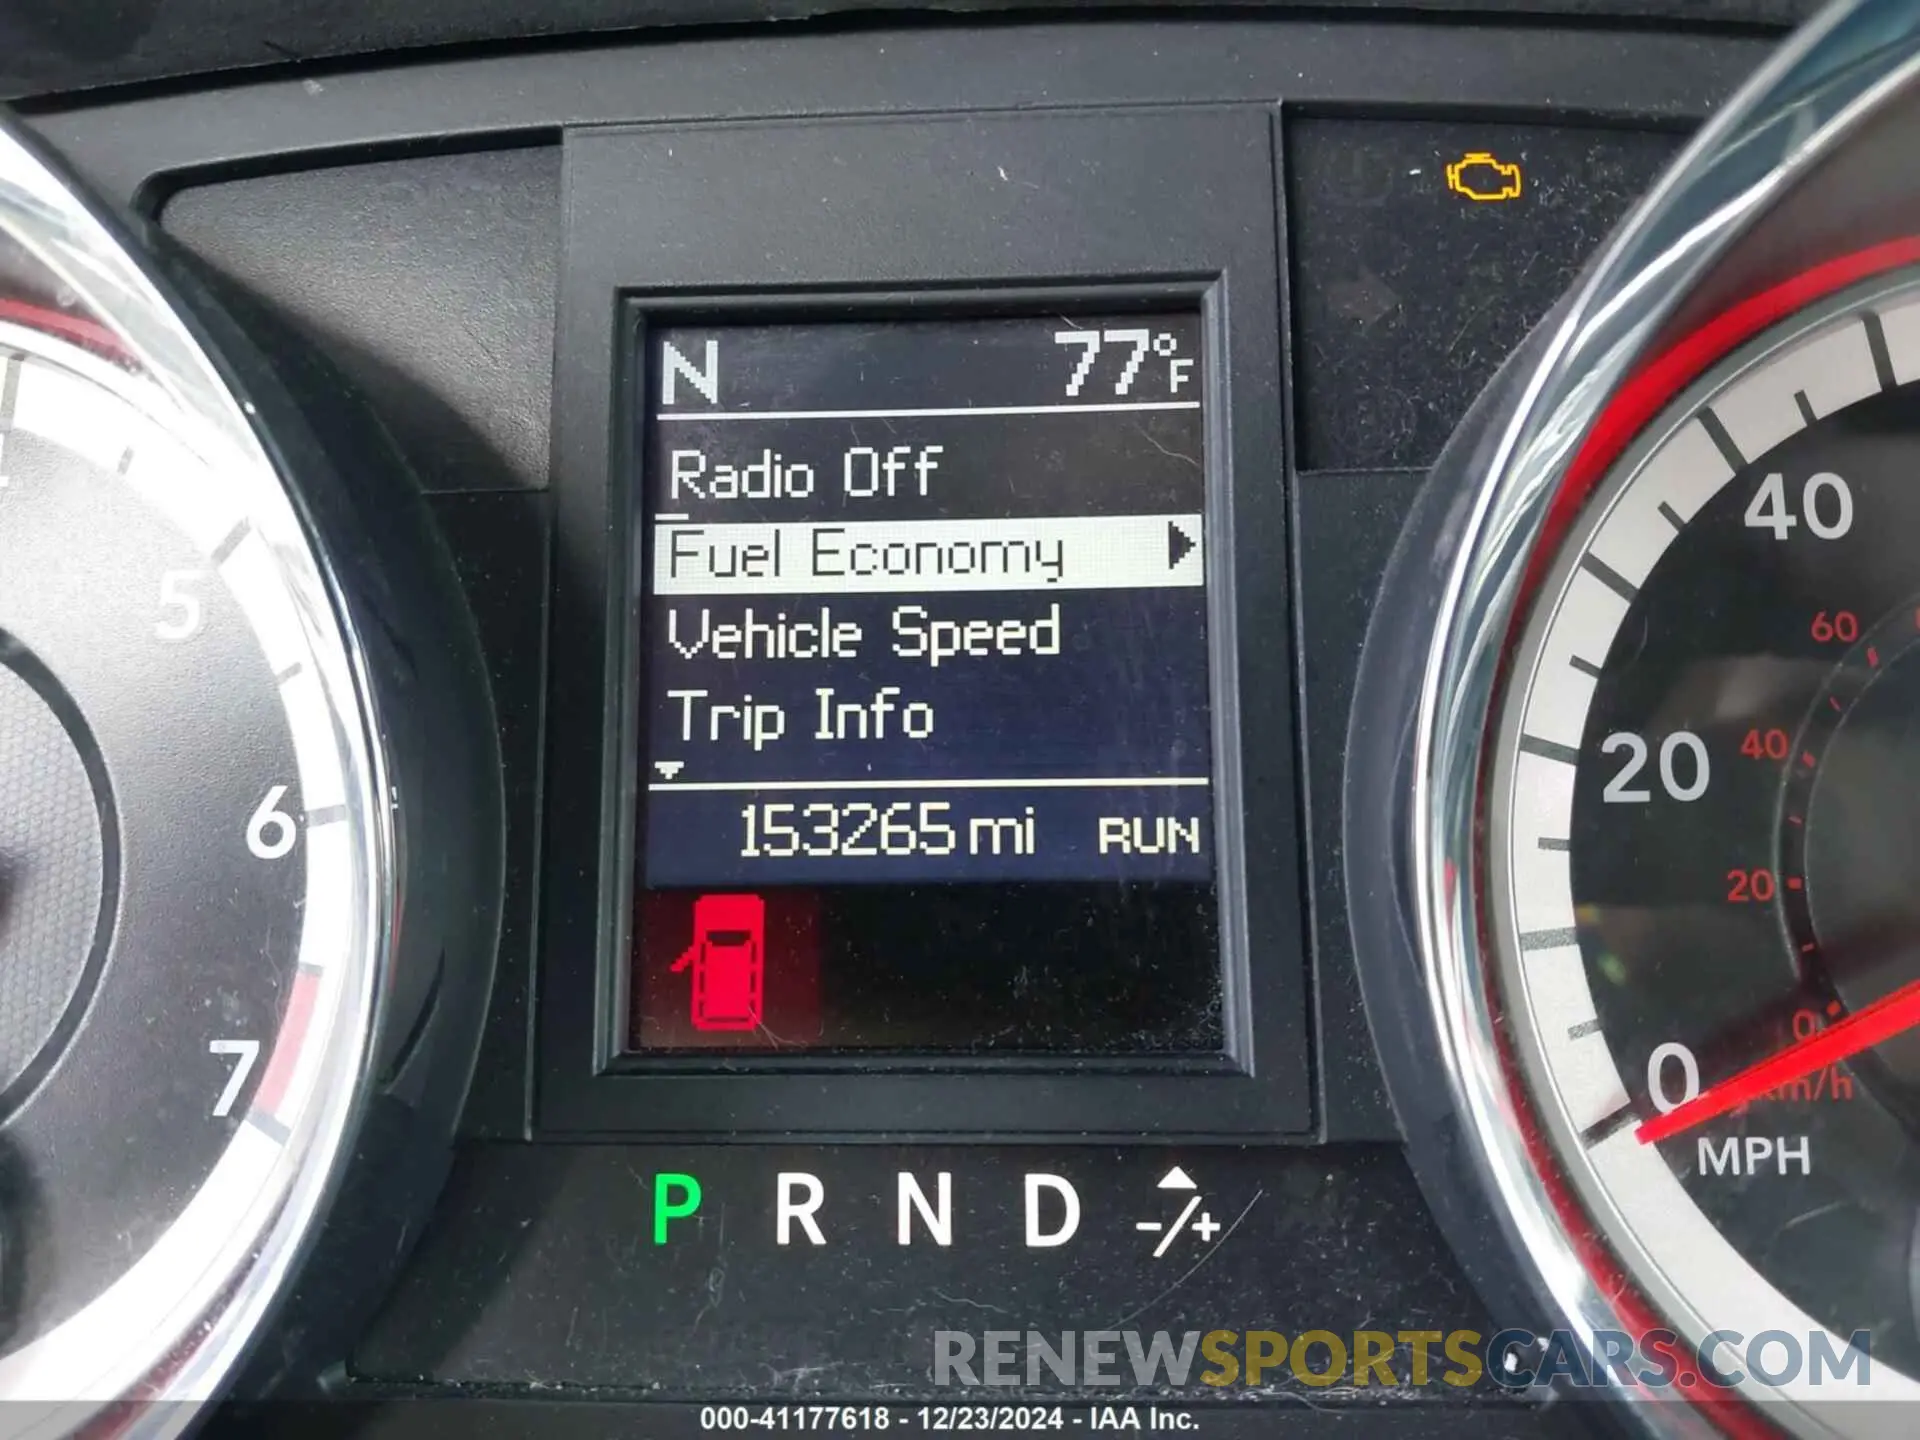 N 77°F
Radio Off
Fuel Economy
Vehicle Speed
Trip Info
153265 mi RUN
5
6
7
40
20
0
MPH
60
40
20
0
km/h
P R N D -/+
RENEWSPORTSCARS.COM
000-41177618 - 12/23/2024 - IAA Inc.